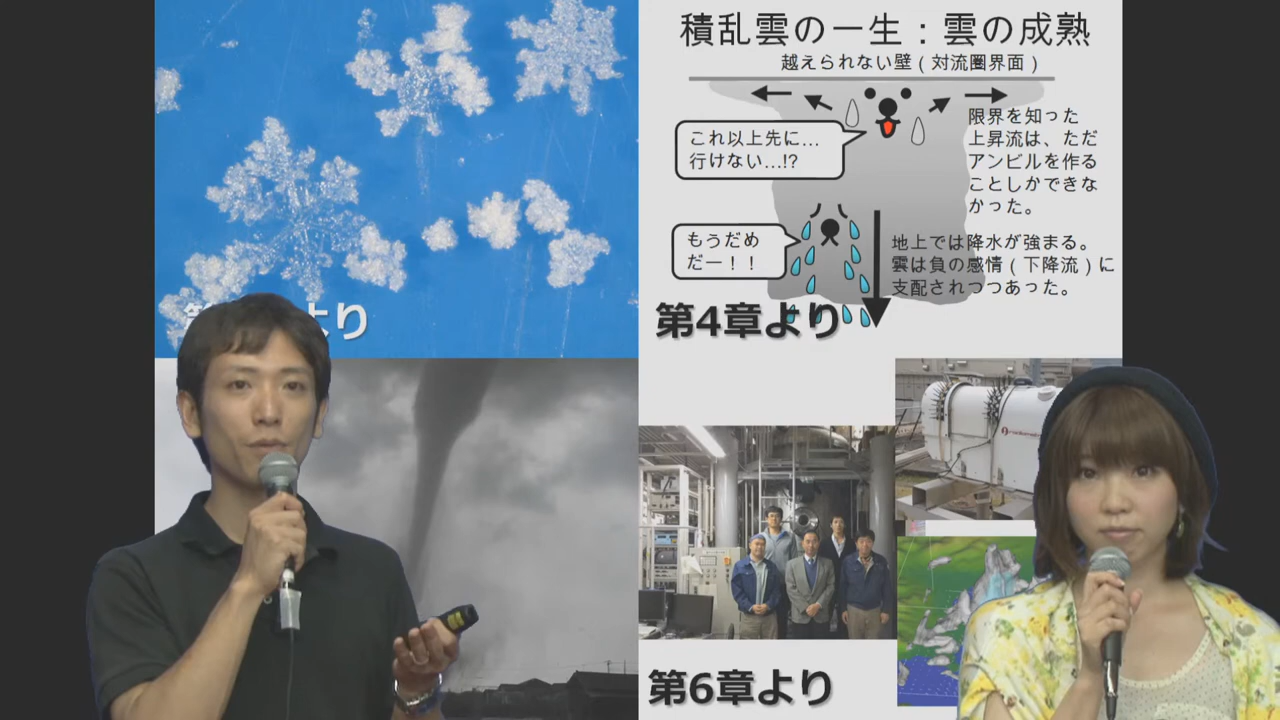 積乱雲の一生：雲の成熟
越えられない壁（対流圏界面）
これ以上先に…
行けない…!?
限界を知った
上昇流は、ただ
アンビルを作る
ことしかできな
かった。
もうだめ
だー！！
地上では降水が強まる。
雲は負の感情（下降流）に
支配されつつあった。
より
第4章より
第6章より